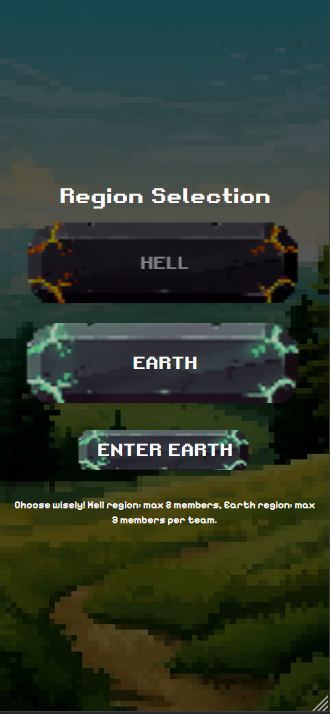 Region Selection
HELL
EARTH
ENTER EARTH
Choose wisely! Hell region: max 2 members, Earth region: max
3 members per team.